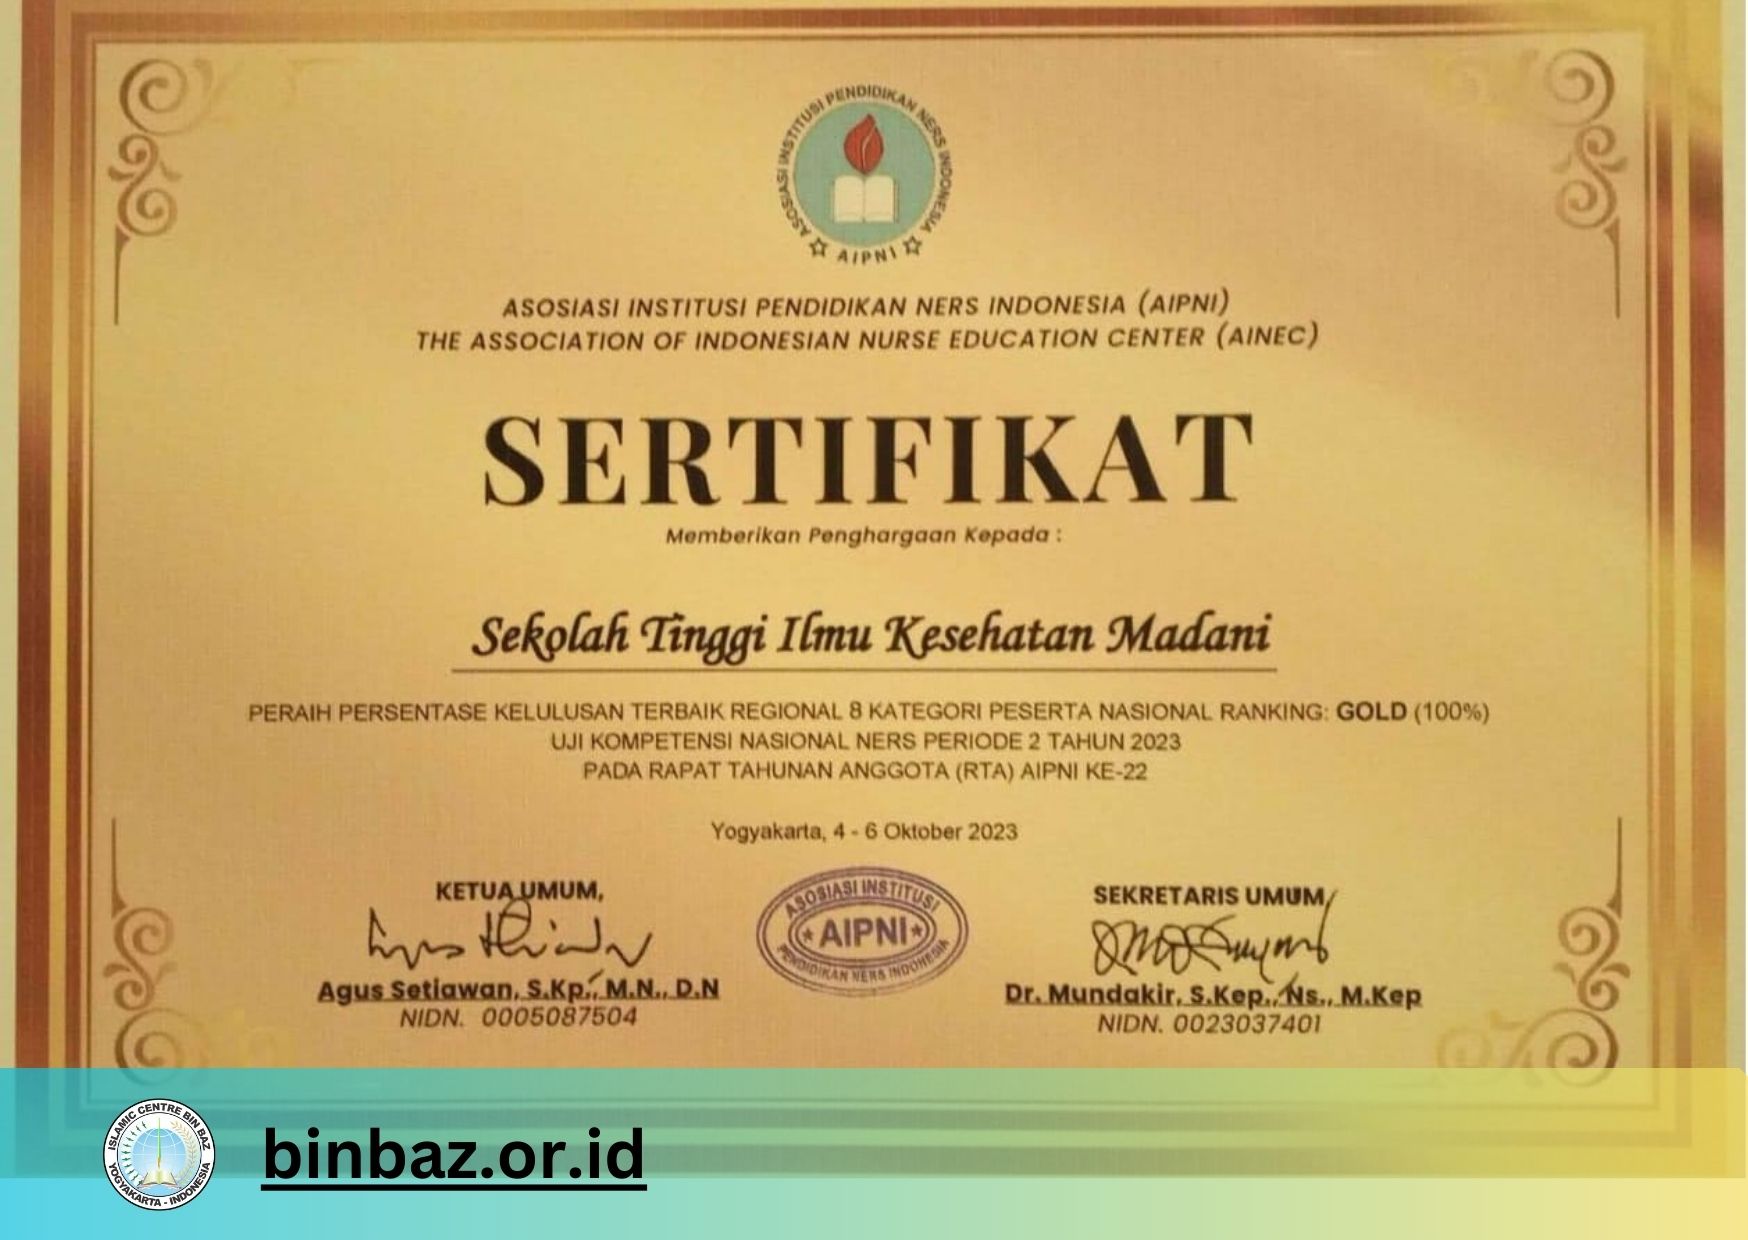 ASOSIASI INSTITUSI PENDIDIKAN NERS INDONESIA
AIPNI
ASOSIASI INSTITUSI PENDIDIKAN NERS INDONESIA (AIPNI)
THE ASSOCIATION OF INDONESIAN NURSE EDUCATION CENTER (AINEC)
SERTIFIKAT
Memberikan Penghargaan Kepada :
Sekolah Tinggi Ilmu Kesehatan Madani
PERAIH PERSENTASE KELULUSAN TERBAIK REGIONAL 8 KATEGORI PESERTA NASIONAL RANKING: GOLD (100%)
UJI KOMPETENSI NASIONAL NERS PERIODE 2 TAHUN 2023
PADA RAPAT TAHUNAN ANGGOTA (RTA) AIPNI KE-22
Yogyakarta, 4 - 6 Oktober 2023
KETUA UMUM,
Agus Setiawan, S.Kp., M.N., D.N
NIDN. 0005087504
ASOSIASI INSTITUSI
AIPNI
PENDIDIKAN NERS INDONESIA
SEKRETARIS UMUM,
Dr. Mundakir, S.Kep., Ns., M.Kep
NIDN. 0023037401
ISLAMIC CENTRE BIN BAZ
YOGYAKARTA - INDONESIA
binbaz.or.id